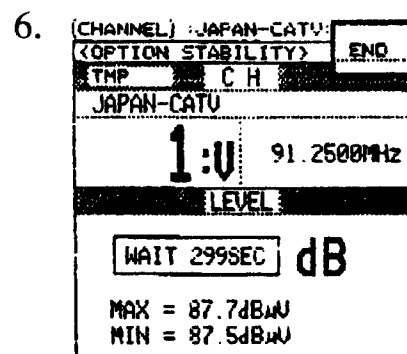 6.
(CHANNEL) :JAPAN-CATV:
END
<OPTION STABILITY>
TMP CH
JAPAN-CATV
1:V 91.2500MHz
LEVEL
WAIT 299SEC dB
MAX = 87.7dBμV
MIN = 87.5dBμV